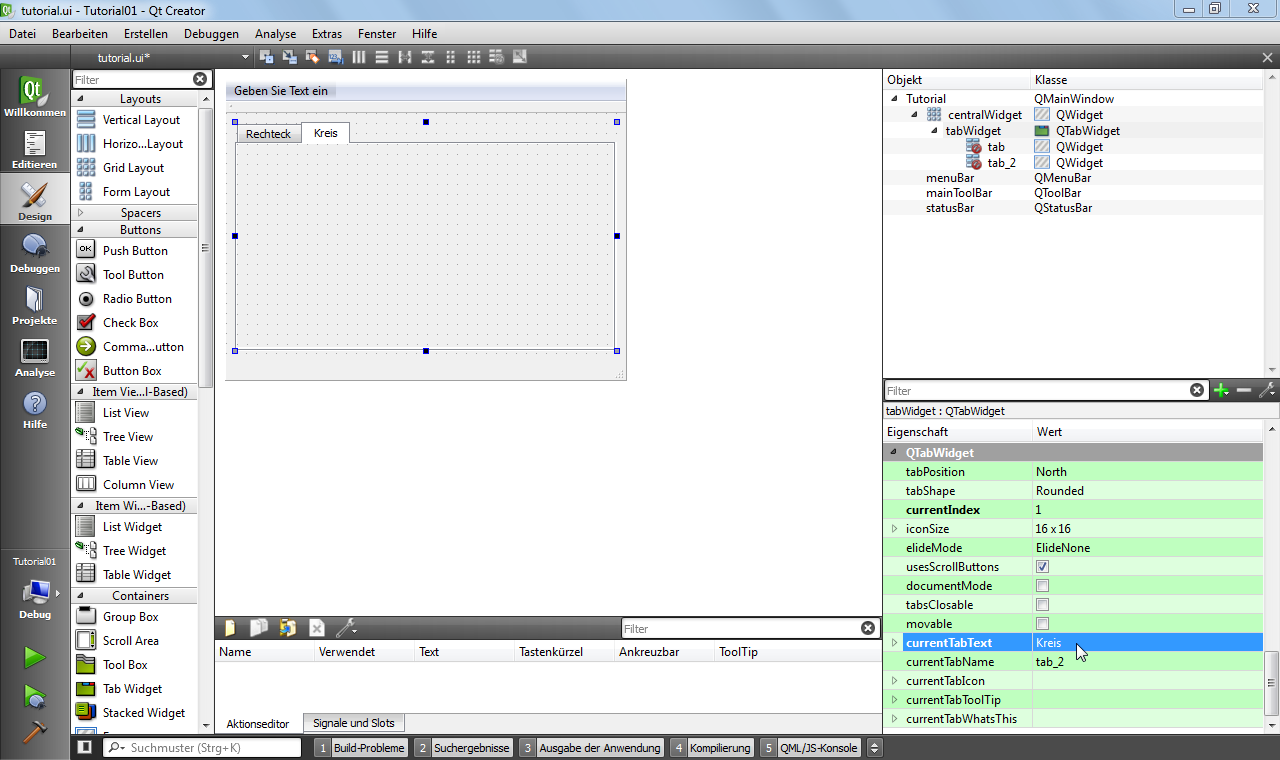 tutorial.ui - Tutorial01 - Qt Creator
Datei Bearbeiten Erstellen Debuggen Analyse Extras Fenster Hilfe
tutorial.ui*
Qt
Willkommen
Editieren
Design
Debuggen
Projekte
Analyse
Hilfe
Tutorial01
Debug
Filter
Layouts
Vertical Layout
Horizo...Layout
Grid Layout
Form Layout
Spacers
Buttons
OK Push Button
Tool Button
Radio Button
Check Box
Comma...utton
Button Box
Item Vie...l-Based)
List View
Tree View
Table View
Column View
Item Wi...-Based)
List Widget
Tree Widget
Table Widget
Containers
Group Box
Scroll Area
Tool Box
Tab Widget
Stacked Widget
Geben Sie Text ein
Rechteck Kreis
Filter
Name Verwendet Text Tastenkürzel Ankreuzbar ToolTip
Aktionseditor Signale und Slots
Objekt Klasse
Tutorial QMainWindow
centralWidget QWidget
tabWidget QTabWidget
tab QWidget
tab_2 QWidget
menuBar QMenuBar
mainToolBar QToolBar
statusBar QStatusBar
Filter
tabWidget : QTabWidget
Eigenschaft Wert
QTabWidget
tabPosition North
tabShape Rounded
currentIndex 1
iconSize 16 x 16
elideMode ElideNone
usesScrollButtons
documentMode
tabsClosable
movable
currentTabText Kreis
currentTabName tab_2
currentTabIcon
currentTabToolTip
currentTabWhatsThis
Suchmuster (Strg+K) 1 Build-Probleme 2 Suchergebnisse 3 Ausgabe der Anwendung 4 Kompilierung 5 QML/JS-Konsole